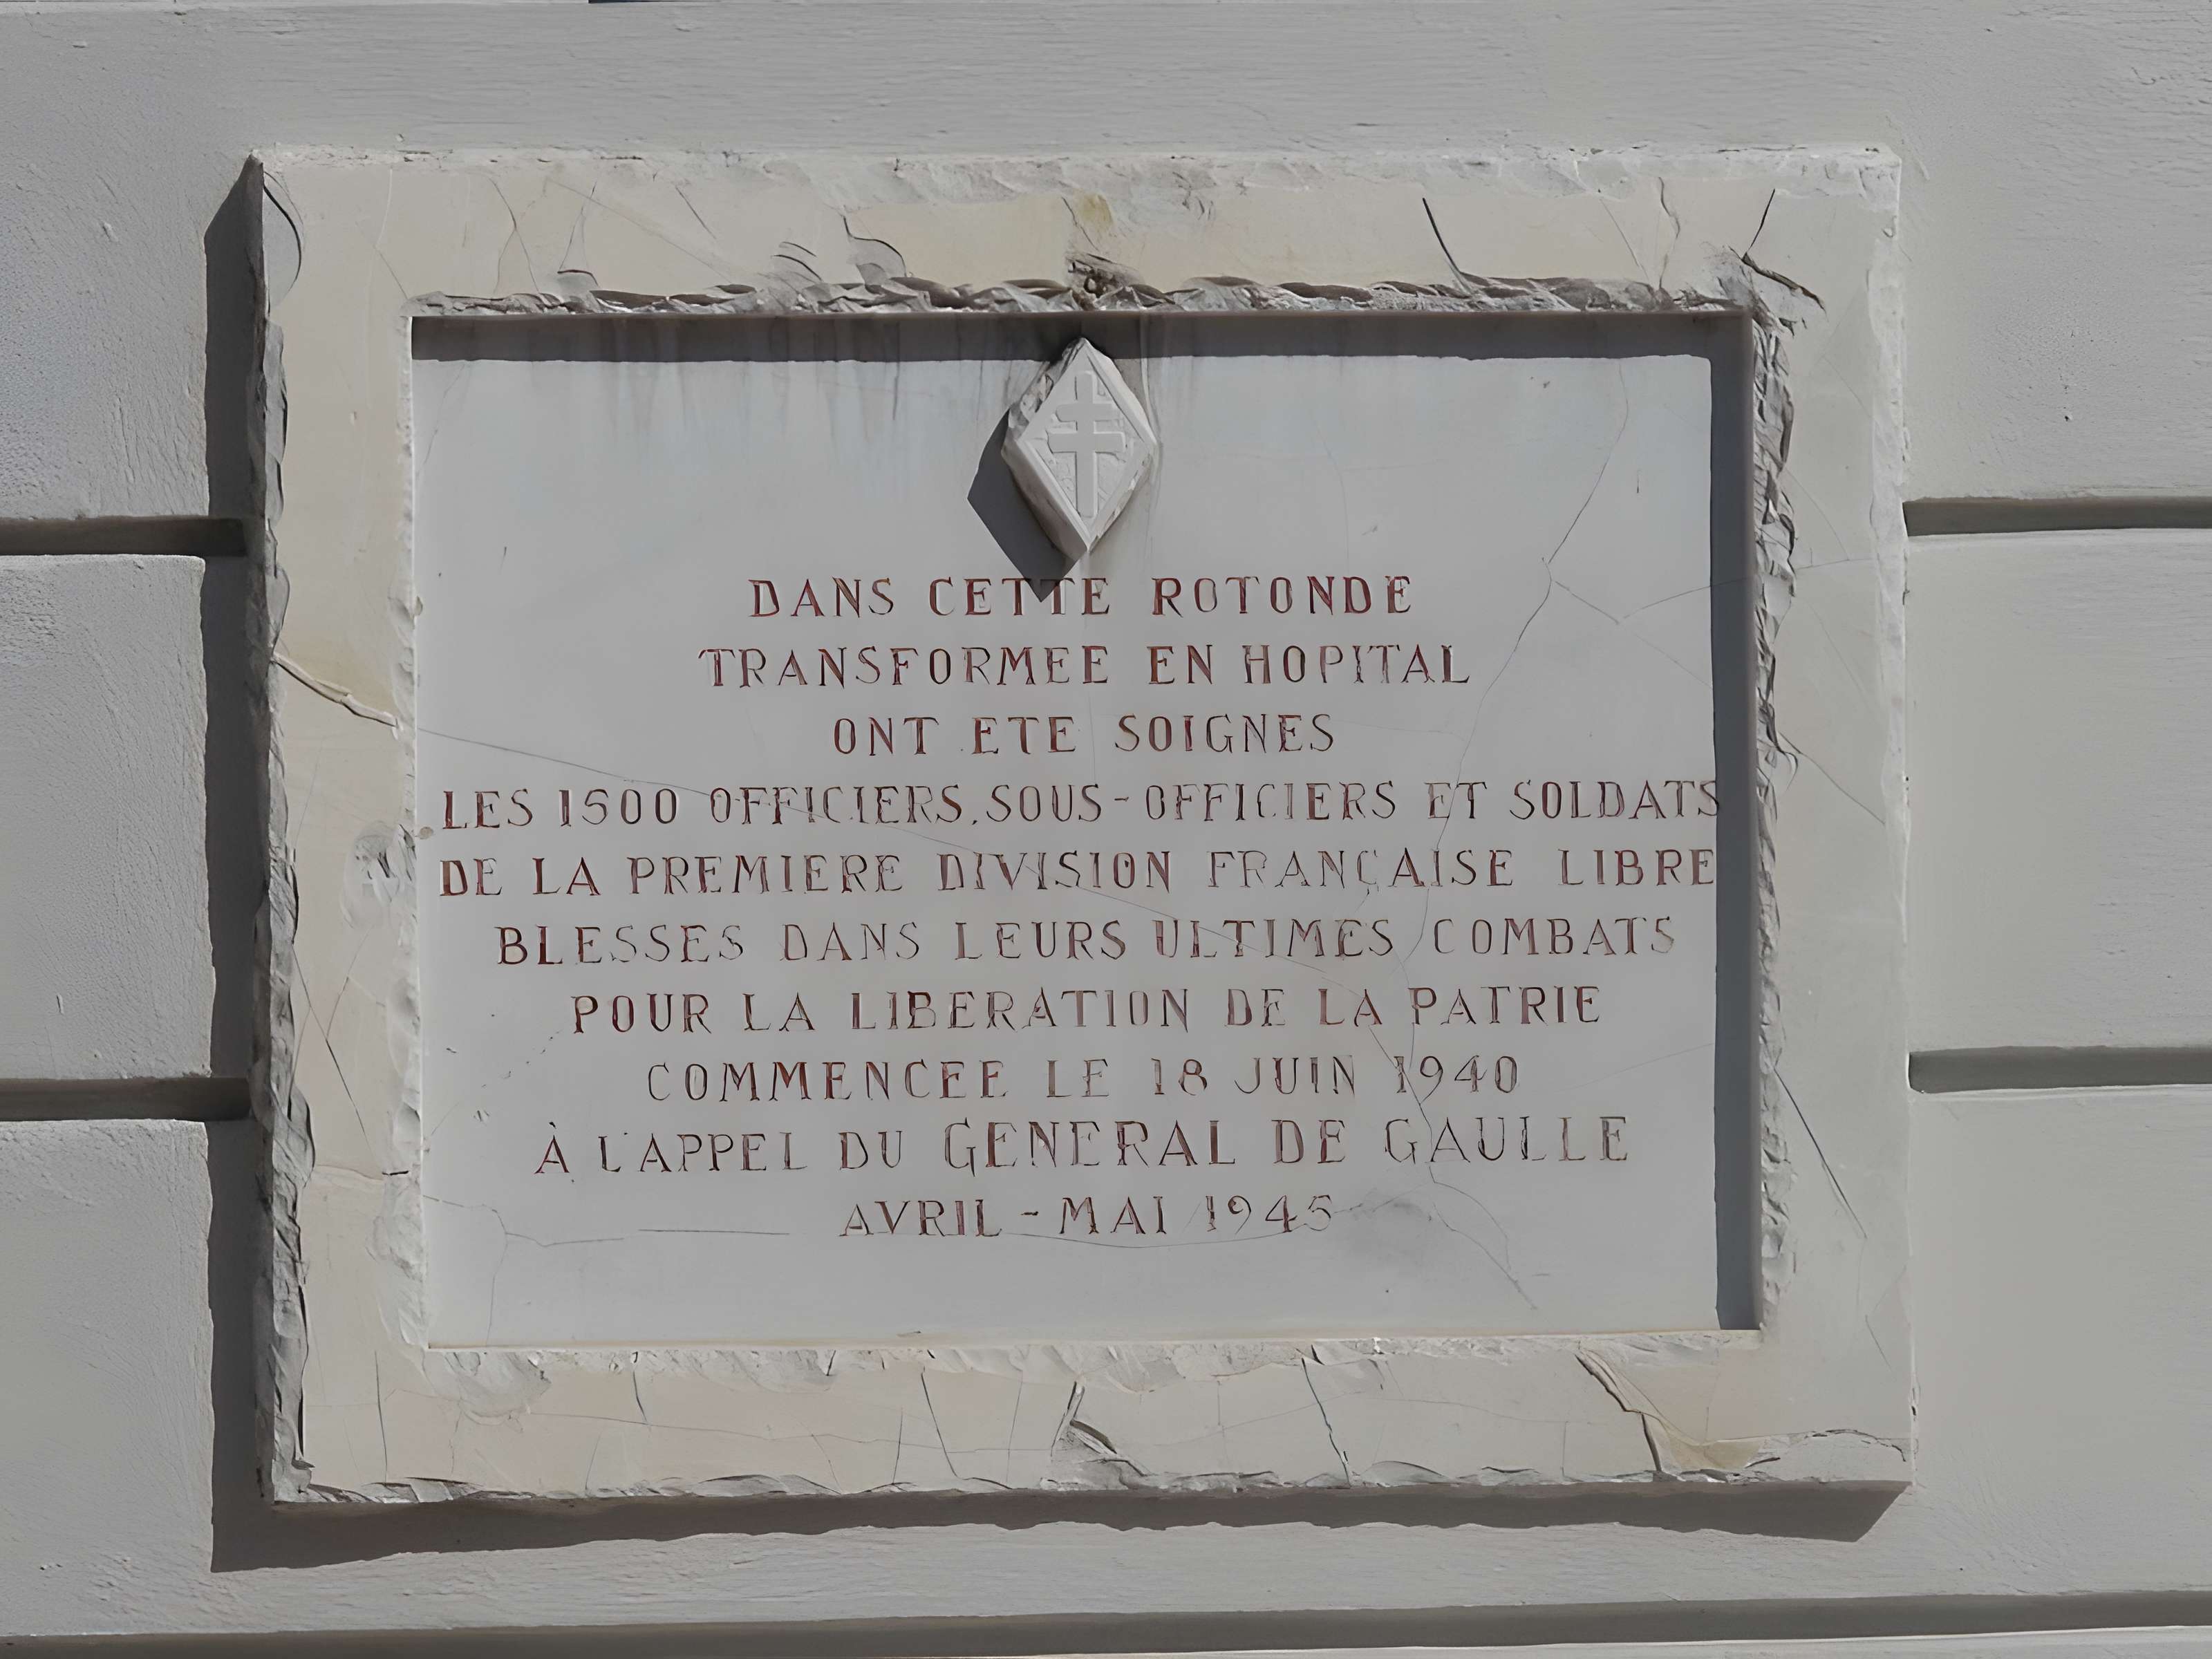 DANS CETTE ROTONDE
TRANSFORMEE EN HOPITAL
ONT ETE SOIGNES
LES 1500 OFFICIERS, SOUS-OFFICIERS ET SOLDATS
DE LA PREMIERE DIVISION FRANÇAISE LIBRE
BLESSES DANS LEURS ULTIMES COMBATS
POUR LA LIBERATION DE LA PATRIE
COMMENCEE LE 18 JUIN 1940
À L'APPEL DU GENERAL DE GAULLE
AVRIL - MAI 1945